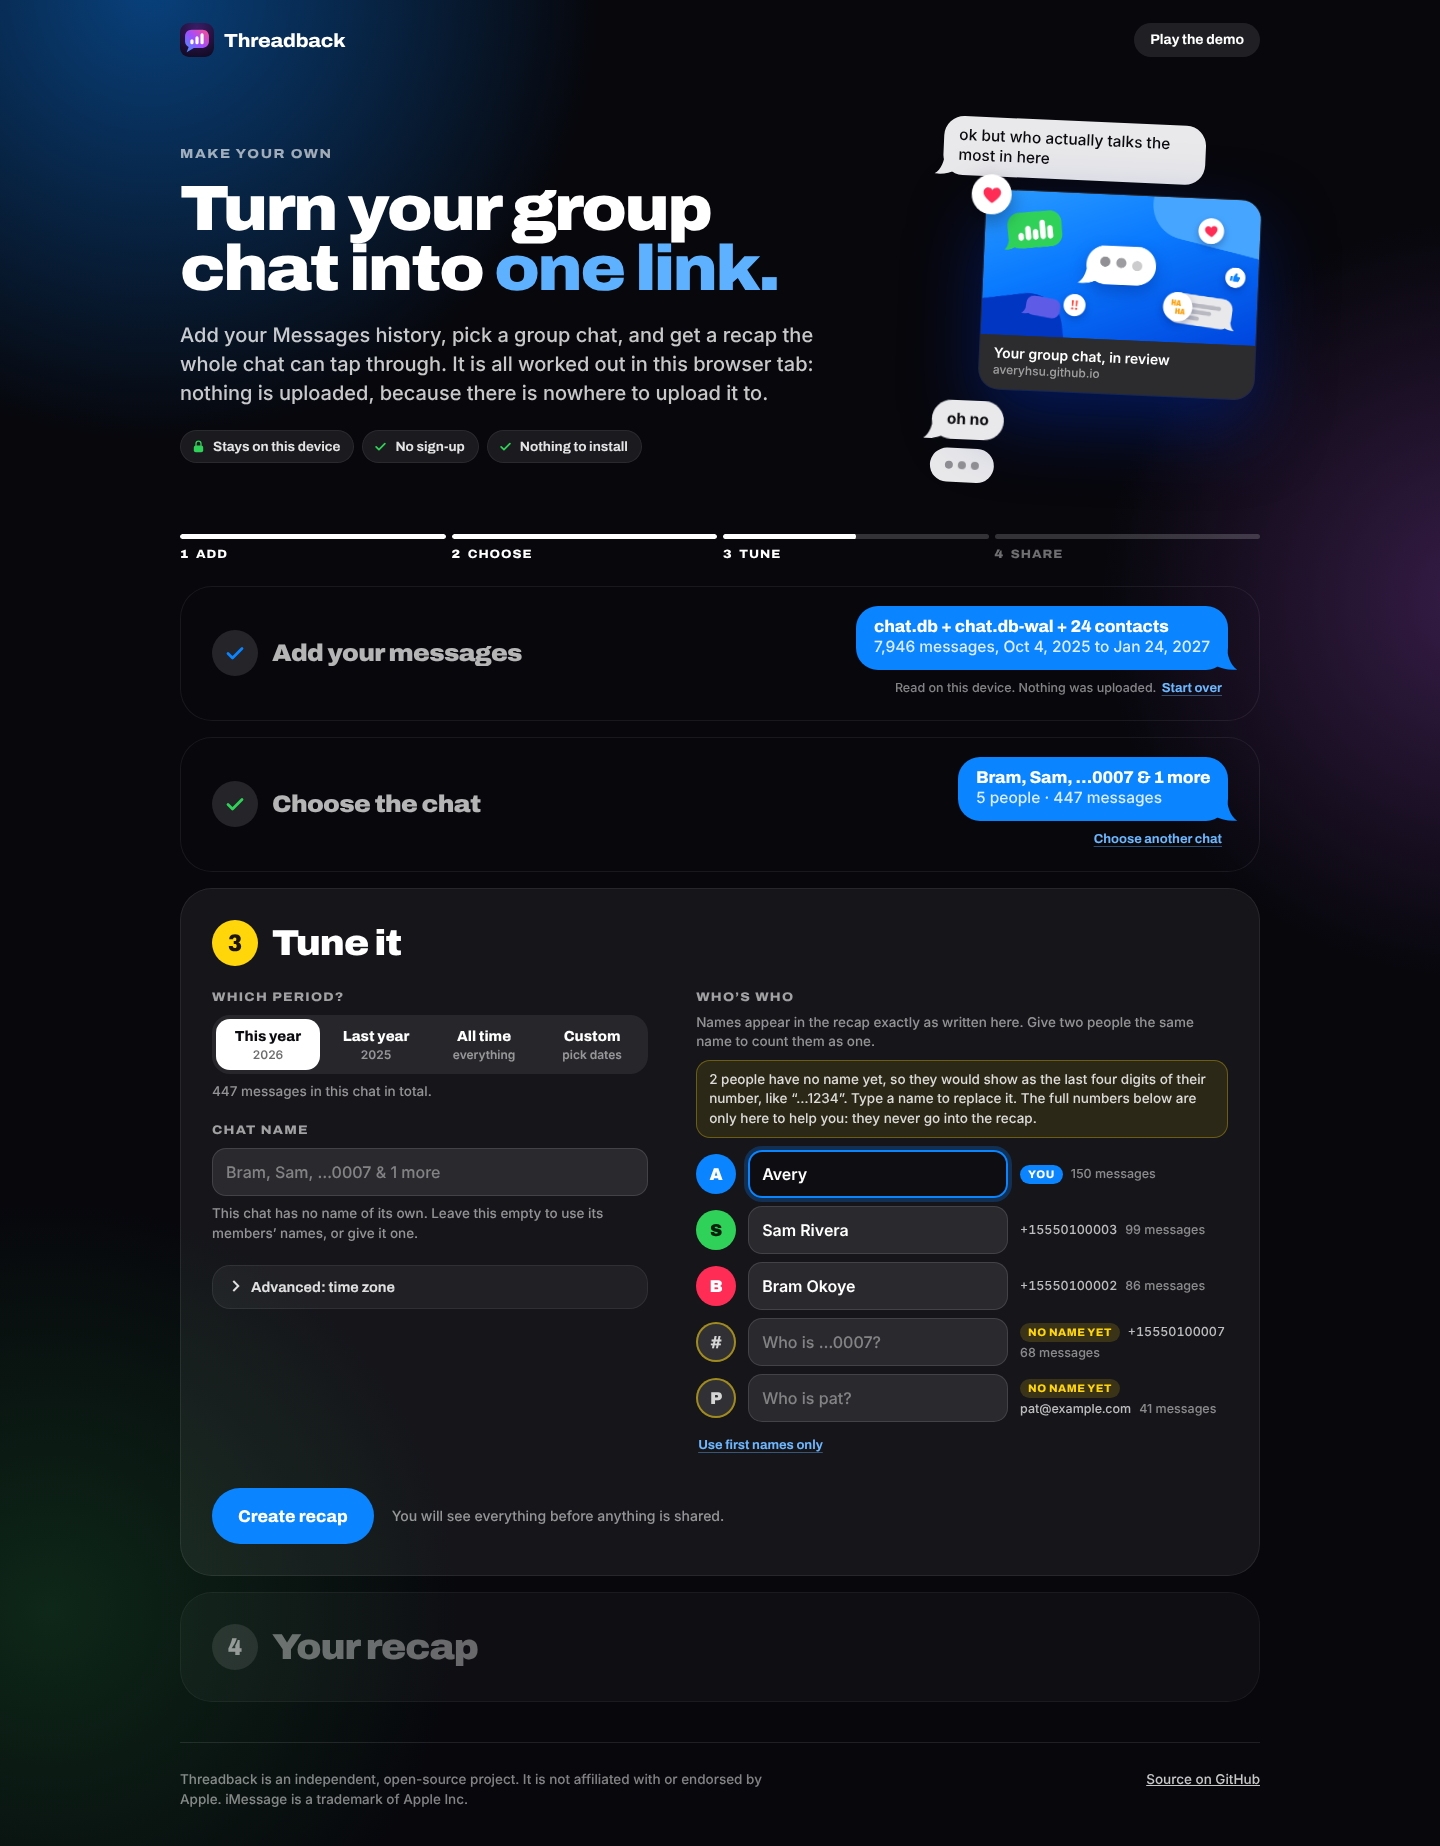 Threadback
Play the demo
MAKE YOUR OWN
Turn your group
chat into one link.
Add your Messages history, pick a group chat, and get a recap the
whole chat can tap through. It is all worked out in this browser tab:
nothing is uploaded, because there is nowhere to upload it to.
Stays on this device
No sign-up
Nothing to install
ok but who actually talks the
most in here
!!
HA
HA
Your group chat, in review
averyhsu.github.io
oh no
1 ADD
2 CHOOSE
3 TUNE
4 SHARE
Add your messages
chat.db + chat.db-wal + 24 contacts
7,946 messages, Oct 4, 2025 to Jan 24, 2027
Read on this device. Nothing was uploaded. Start over
Choose the chat
Bram, Sam, …0007 & 1 more
5 people · 447 messages
Choose another chat
3 Tune it
WHICH PERIOD?
This year
2026
Last year
2025
All time
everything
Custom
pick dates
447 messages in this chat in total.
CHAT NAME
Bram, Sam, …0007 & 1 more
This chat has no name of its own. Leave this empty to use its
members’ names, or give it one.
Advanced: time zone
WHO’S WHO
Names appear in the recap exactly as written here. Give two people the same
name to count them as one.
2 people have no name yet, so they would show as the last four digits of their
number, like “…1234”. Type a name to replace it. The full numbers below are
only here to help you: they never go into the recap.
A Avery YOU 150 messages
S Sam Rivera +15550100003 99 messages
B Bram Okoye +15550100002 86 messages
# Who is …0007? NO NAME YET +15550100007
68 messages
P Who is pat? NO NAME YET
pat@example.com 41 messages
Use first names only
Create recap
You will see everything before anything is shared.
4 Your recap
Threadback is an independent, open-source project. It is not affiliated with or endorsed by
Apple. iMessage is a trademark of Apple Inc.
Source on GitHub